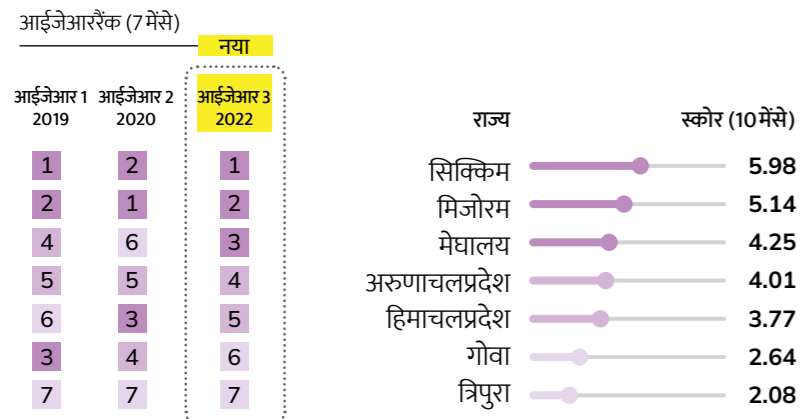 आईजेआररैंक (7 मेंसे)
नया
आईजेआर 1 आईजेआर 2 आईजेआर 3
2019 2020 2022
राज्य स्कोर (10 मेंसे)
1 2 1 सिक्किम 5.98
2 1 2 मिजोरम 5.14
4 6 3 मेघालय 4.25
5 5 4 अरुणाचलप्रदेश 4.01
6 3 5 हिमाचलप्रदेश 3.77
3 4 6 गोवा 2.64
7 7 7 त्रिपुरा 2.08